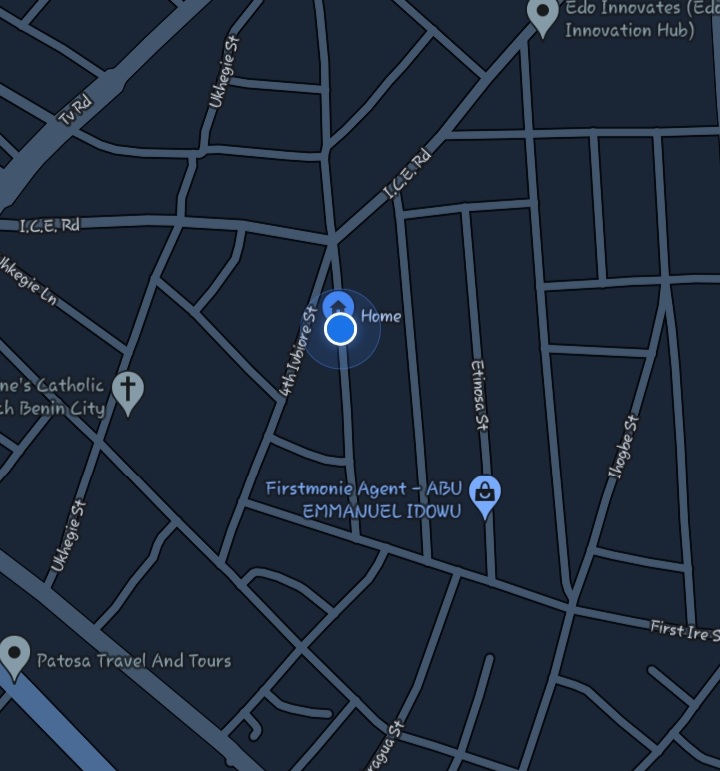 Edo Innovates (Edo
Innovation Hub)
Ukhegie St
Tv Rd
I.C.E. Rd
I.C.E. Rd
Ln
Home
4th Ivbiore St
Etinosa St
ne's Catholic
ch Benin City
Ihogbe St
Firstmonie Agent - ABU
EMMANUEL IDOWU
Ukhegie St
First Ire S
Patosa Travel And Tours
ragua St